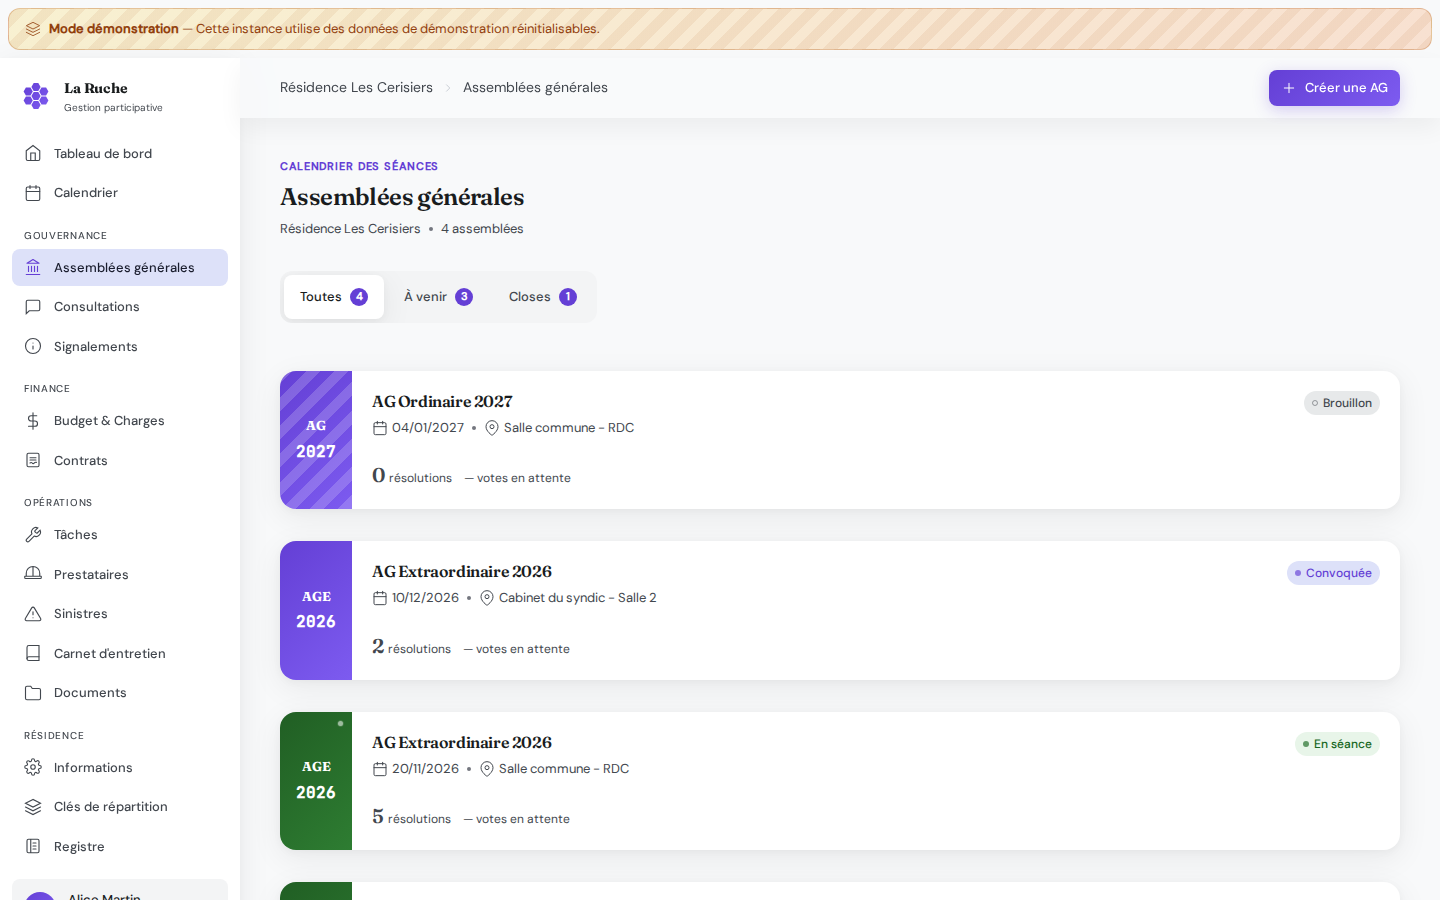 Mode démonstration — Cette instance utilise des données de démonstration réinitialisables.
La Ruche
Gestion participative
Tableau de bord
Calendrier
GOUVERNANCE
Assemblées générales
Consultations
Signalements
FINANCE
Budget & Charges
Contrats
OPÉRATIONS
Tâches
Prestataires
Sinistres
Carnet d'entretien
Documents
RÉSIDENCE
Informations
Clés de répartition
Registre
Alice Martin
Résidence Les Cerisiers > Assemblées générales
+ Créer une AG
CALENDRIER DES SÉANCES
Assemblées générales
Résidence Les Cerisiers • 4 assemblées
Toutes 4 À venir 3 Closes 1
AG
2027
AG Ordinaire 2027
Brouillon
04/01/2027 • Salle commune - RDC
0 résolutions — votes en attente
AGE
2026
AG Extraordinaire 2026
Convoquée
10/12/2026 • Cabinet du syndic - Salle 2
2 résolutions — votes en attente
AGE
2026
AG Extraordinaire 2026
En séance
20/11/2026 • Salle commune - RDC
5 résolutions — votes en attente